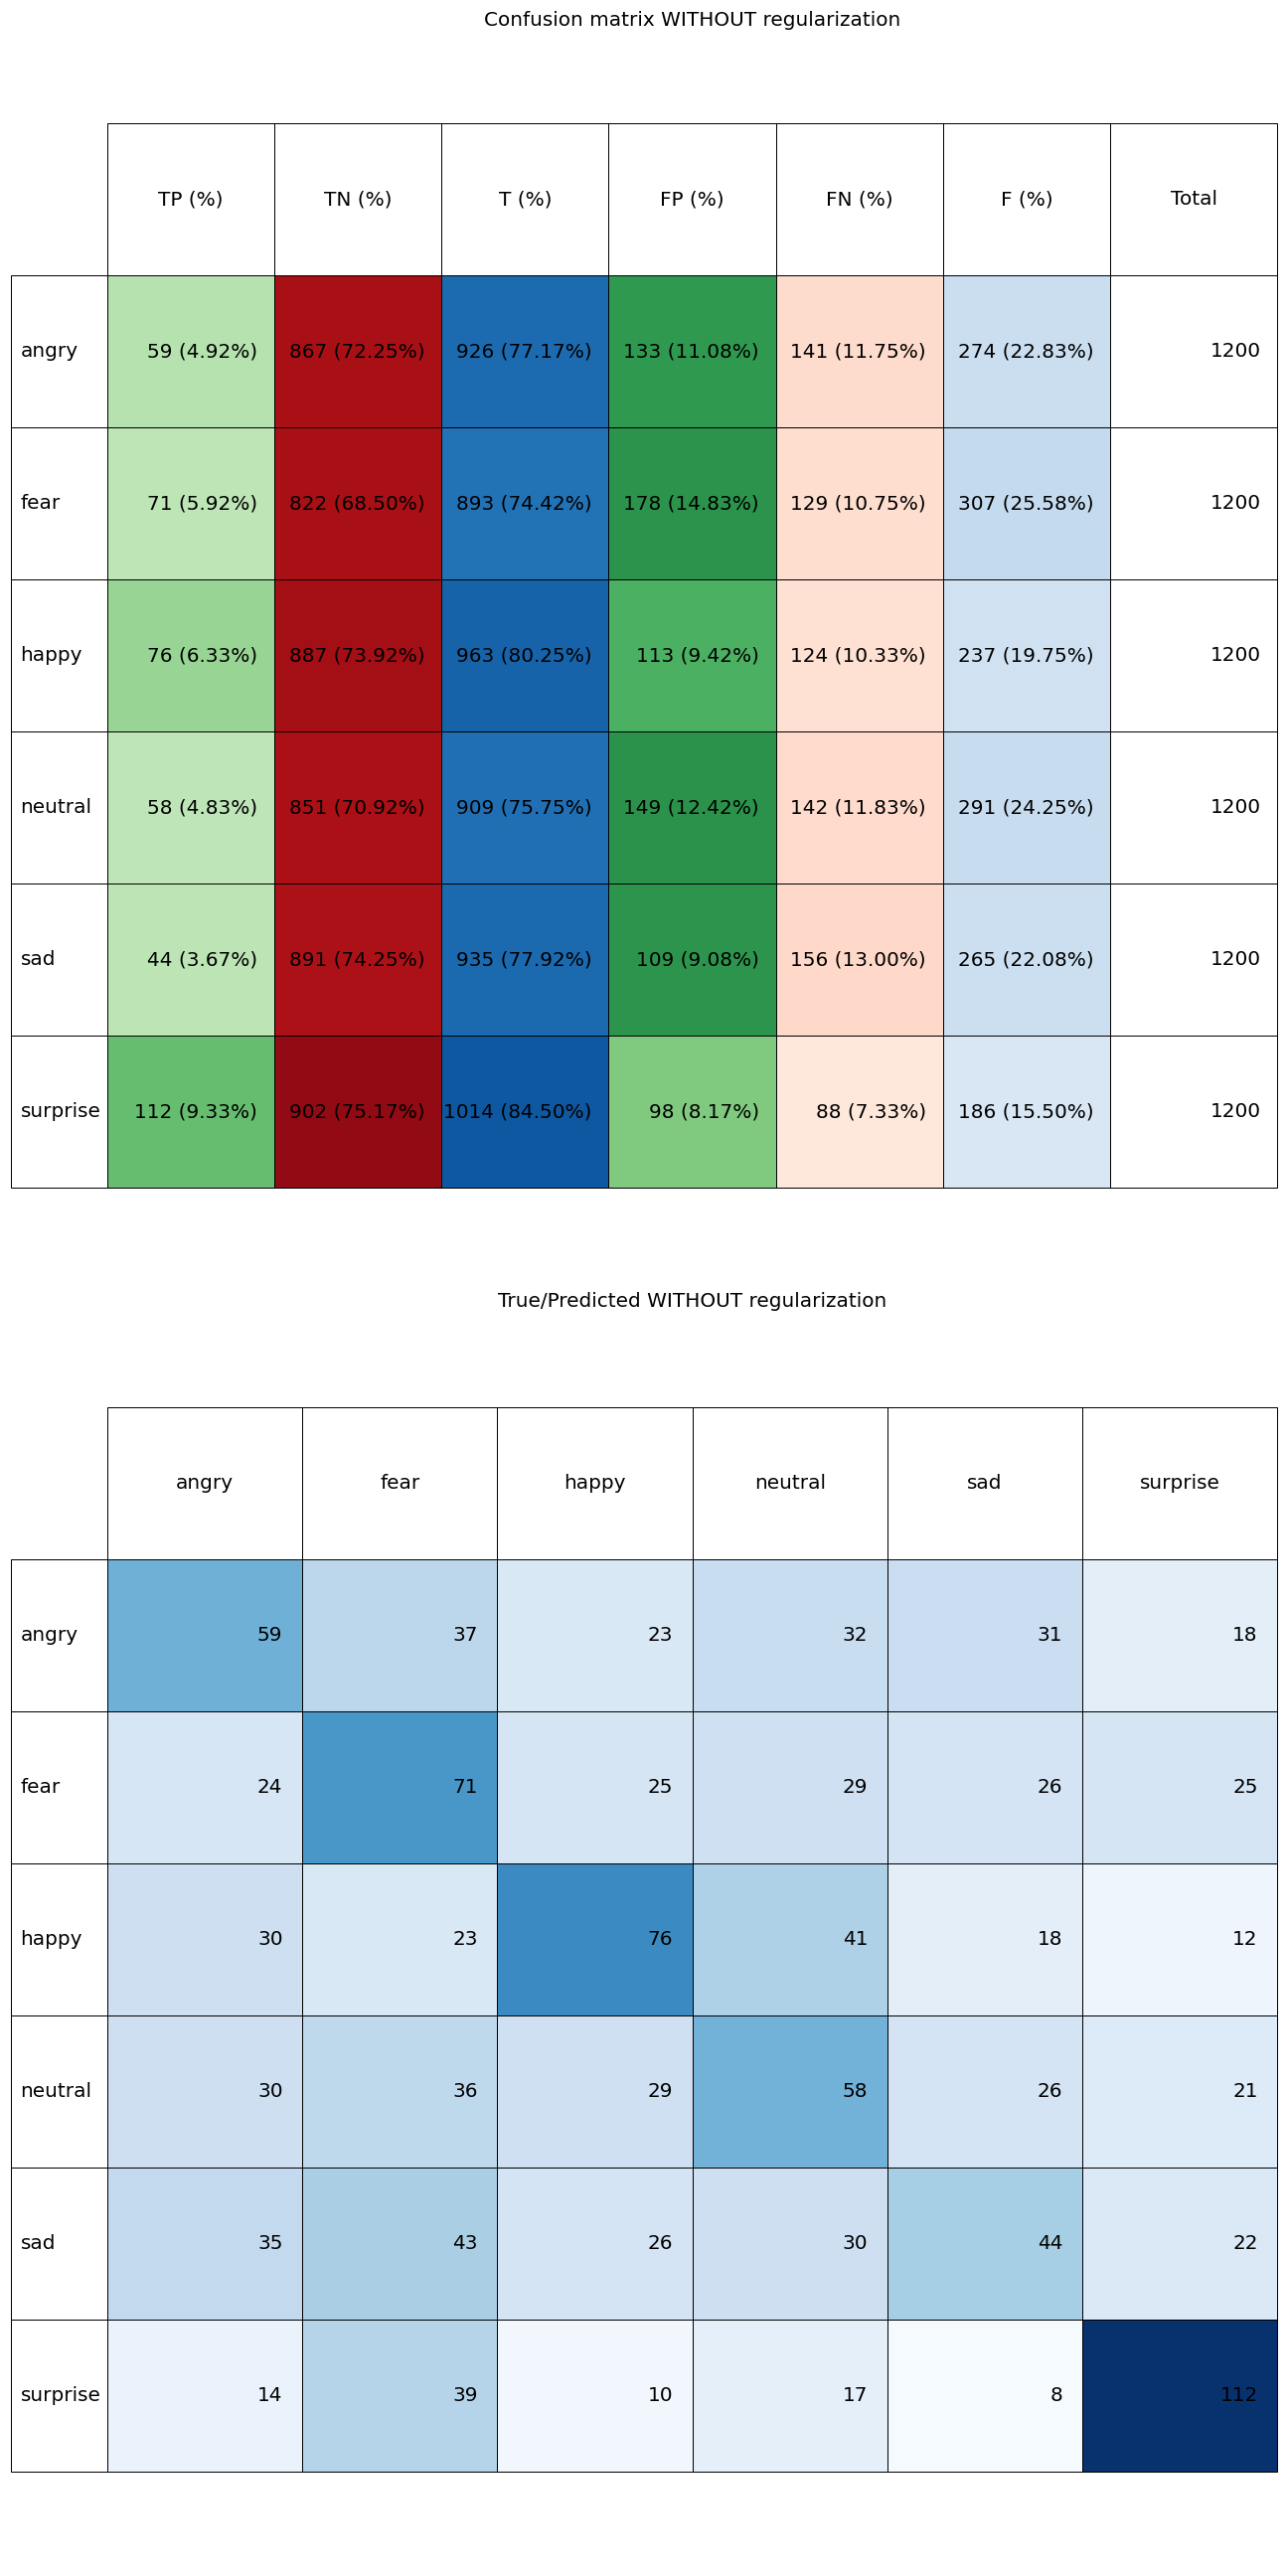 Confusion matrix WITHOUT regularization
TP (%) TN (%) T (%) FP (%) FN (%) F (%) Total
angry 59 (4.92%) 867 (72.25%) 926 (77.17%) 133 (11.08%) 141 (11.75%) 274 (22.83%) 1200
fear 71 (5.92%) 822 (68.50%) 893 (74.42%) 178 (14.83%) 129 (10.75%) 307 (25.58%) 1200
happy 76 (6.33%) 887 (73.92%) 963 (80.25%) 113 (9.42%) 124 (10.33%) 237 (19.75%) 1200
neutral 58 (4.83%) 851 (70.92%) 909 (75.75%) 149 (12.42%) 142 (11.83%) 291 (24.25%) 1200
sad 44 (3.67%) 891 (74.25%) 935 (77.92%) 109 (9.08%) 156 (13.00%) 265 (22.08%) 1200
surprise 112 (9.33%) 902 (75.17%) 1014 (84.50%) 98 (8.17%) 88 (7.33%) 186 (15.50%) 1200
True/Predicted WITHOUT regularization
angry fear happy neutral sad surprise
angry 59 37 23 32 31 18
fear 24 71 25 29 26 25
happy 30 23 76 41 18 12
neutral 30 36 29 58 26 21
sad 35 43 26 30 44 22
surprise 14 39 10 17 8 112